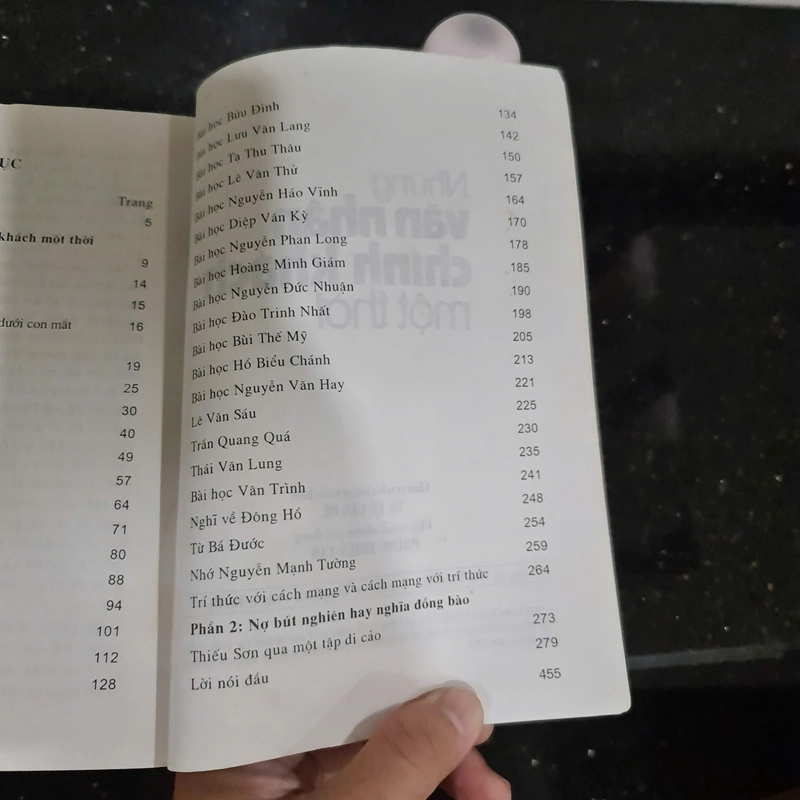 ỤC
Trang
5
khách một thời
9
14
15
dưới con mắt 16
19
25
30
40
49
57
64
71
80
88
94
101
112
128
Bài học Bửu Đình 134
Bài học Lưu Văn Lang 142
Bài học Tạ Thu Thâu 150
Bài học Lê Văn Thử 157
Bài học Nguyễn Háo Vĩnh 164
Bài học Diệp Văn Kỳ 170
Bài học Nguyễn Phan Long 178
Bài học Hoàng Minh Giám 185
Bài học Nguyễn Đức Nhuận 190
Bài học Đào Trinh Nhất 198
Bài học Bùi Thế Mỹ 205
Bài học Hồ Biểu Chánh 213
Bài học Nguyễn Văn Hay 221
Lê Văn Sáu 225
Trần Quang Quá 230
Thái Văn Lung 235
Bài học Văn Trình 241
Nghĩ về Đông Hồ 248
Từ Bá Đước 254
Nhớ Nguyễn Mạnh Tường 259
Trí thức với cách mạng và cách mạng với trí thức 264
Phần 2: Nợ bút nghiên hay nghĩa đồng bào 273
Thiếu Sơn qua một tập di cảo 279
Lời nói đầu 455